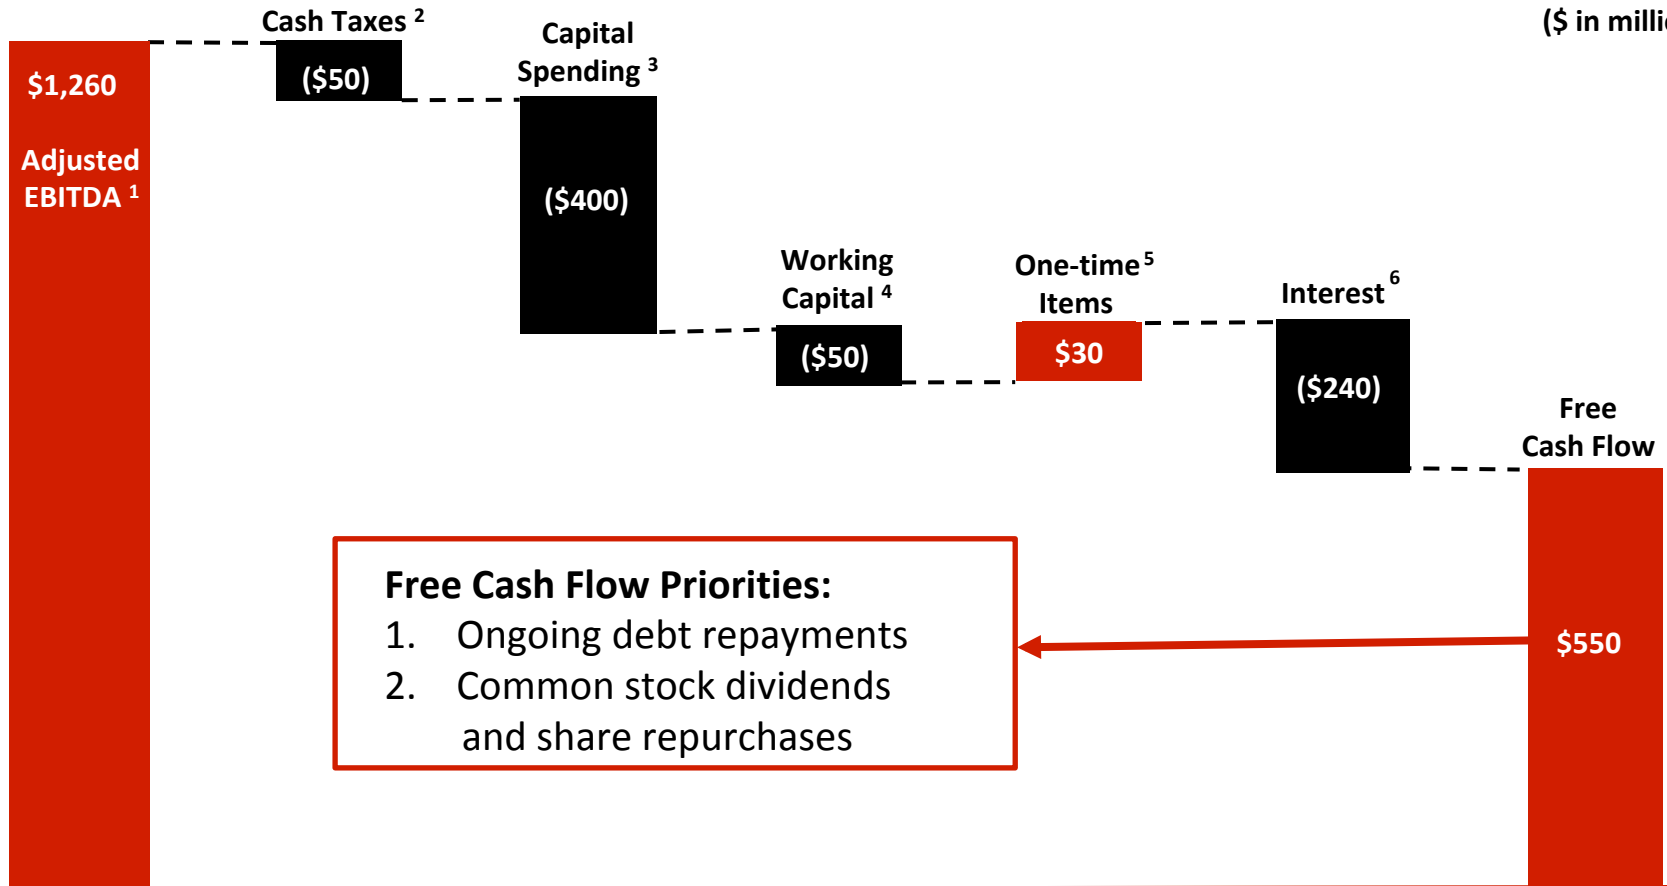 Cash Taxes 2
($ in
$1,260
($50)
Capital
Spending 3
Adjusted
EBITDA 1
($400)
Working
Capital 4
($50)
One-time 5
Items
$30
Interest 6
($240)
Free
Cash Flow
$550
Free Cash Flow Priorities:
1. Ongoing debt repayments
2. Common stock dividends
and share repurchases